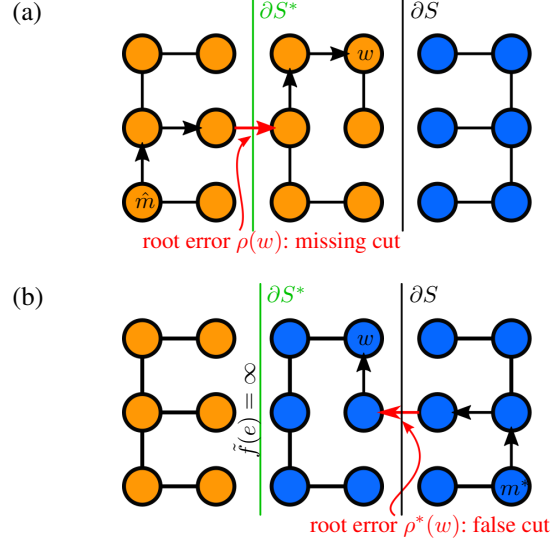 (a)
∂S*
∂S
w
m̂
root error ρ(w): missing cut
(b)
∂S*
∂S
w
f̃(e) = ∞
m*
root error ρ*(w): false cut